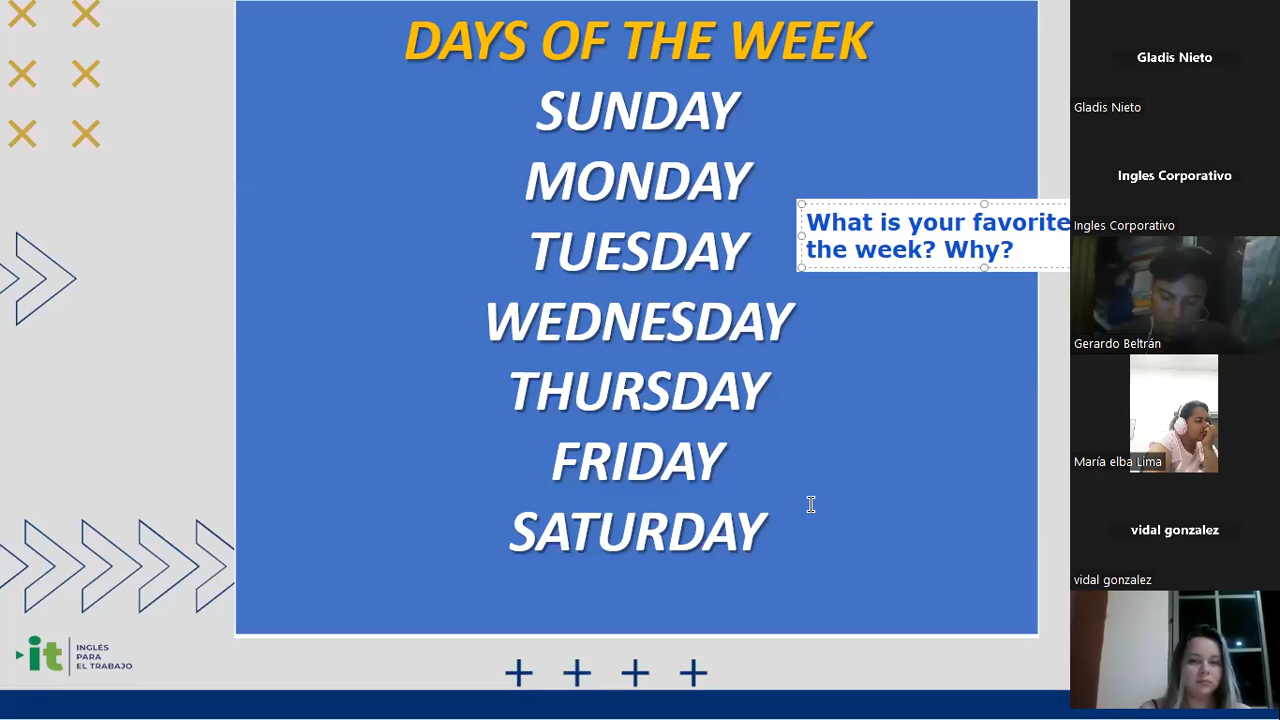 DAYS OF THE WEEK
SUNDAY
MONDAY
TUESDAY
WEDNESDAY
THURSDAY
FRIDAY
SATURDAY
What is your favorite
the week? Why?
it
INGLÉS
PARA
EL TRABAJO
Gladis Nieto
Gladis Nieto
Ingles Corporativo
Ingles Corporativo
Gerardo Beltrán
María elba Lima
vidal gonzalez
vidal gonzalez